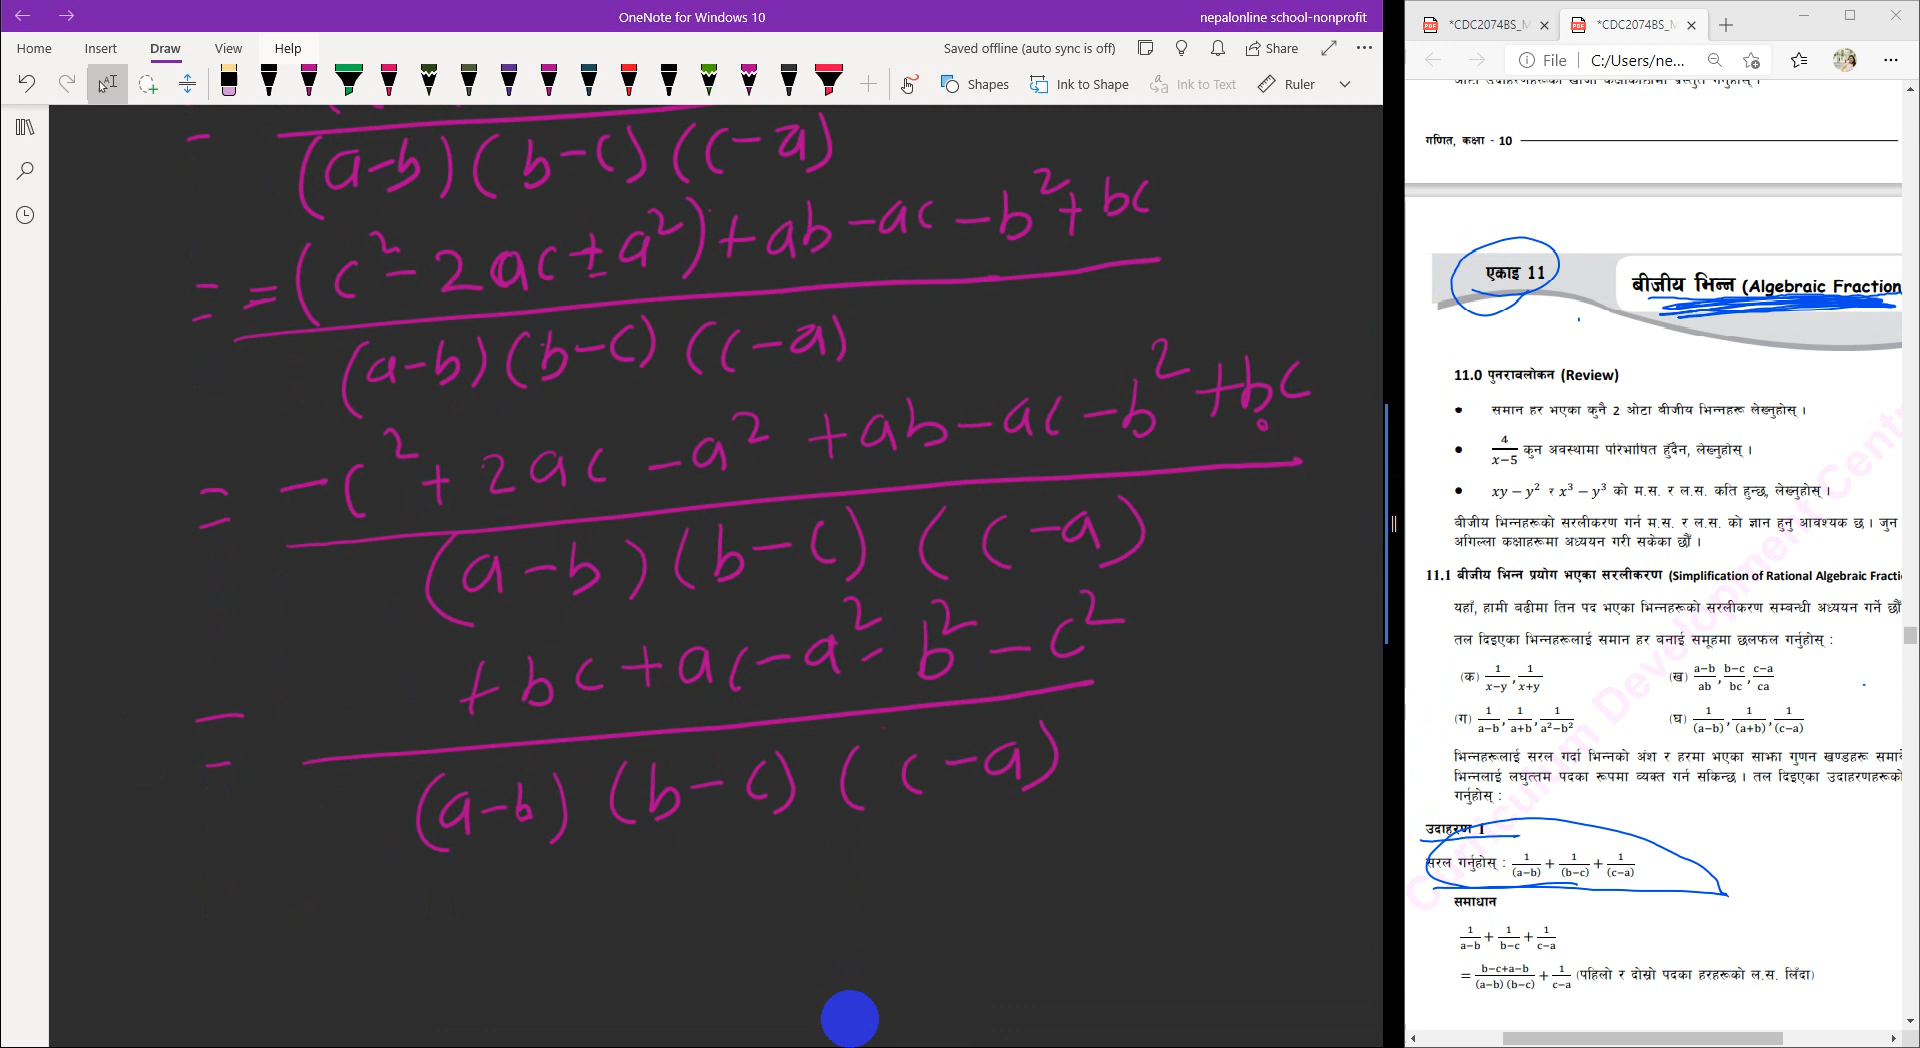 OneNote for Windows 10
nepalonline school-nonprofit
Home Insert Draw View Help
Saved offline (auto sync is off) Share
Shapes Ink to Shape Ink to Text Ruler
= (a-b) (b-c) (c-a)
= = (c² - 2ac ± a²) + ab - ac - b² + bc
(a-b) (b-c) (c-a)
= -c² + 2ac - a² + ab - ac - b² + bc
(a-b) (b-c) (c-a)
= +bc + ac - a² - b² - c²
(a-b) (b-c) (c-a)
*CDC2074BS_M *CDC2074BS_M
File C:/Users/ne...
गणित, कक्षा - 10
एकाइ 11
बीजीय भिन्न (Algebraic Fraction
11.0 पुनरावलोकन (Review)
• समान हर भएका कुनै 2 ओटा बीजीय भिन्नहरू लेख्नुहोस् ।
• 4/(x−5) कुन अवस्थामा परिभाषित हुँदैन, लेख्नुहोस् ।
• xy − y² र x³ − y³ को म.स. र ल.स. कति हुन्छ, लेख्नुहोस् ।
बीजीय भिन्नहरूको सरलीकरण गर्न म.स. र ल.स. को ज्ञान हुनु आवश्यक छ । जुन
अगिल्ला कक्षाहरूमा अध्ययन गरी सकेका छौँ ।
11.1 बीजीय भिन्न प्रयोग भएका सरलीकरण (Simplification of Rational Algebraic Fracti
यहाँ, हामी बढीमा तिन पद भएका भिन्नहरूको सरलीकरण सम्बन्धी अध्ययन गर्ने छौँ
तल दिइएका भिन्नहरूलाई समान हर बनाई समूहमा छलफल गर्नुहोस् :
(क) 1/(x−y), 1/(x+y) (ख) (a−b)/ab, (b−c)/bc, (c−a)/ca
(ग) 1/(a−b), 1/(a+b), 1/(a²−b²) (घ) 1/(a−b), 1/(a+b), 1/(c−a)
भिन्नहरूलाई सरल गर्दा भिन्नको अंश र हरमा भएका साझा गुणन खण्डहरू
भिन्नलाई लघुत्तम पदका रूपमा व्यक्त गर्न सकिन्छ । तल दिइएका उदाहरणहरूको
गर्नुहोस् :
उदाहरण 1
सरल गर्नुहोस् : 1/(a−b) + 1/(b−c) + 1/(c−a)
समाधान
1/(a−b) + 1/(b−c) + 1/(c−a)
= (b−c+a−b)/((a−b)(b−c)) + 1/(c−a) (पहिलो र दोस्रो पदका हरहरूको ल.स. लिँदा)
Curriculum Development Centr